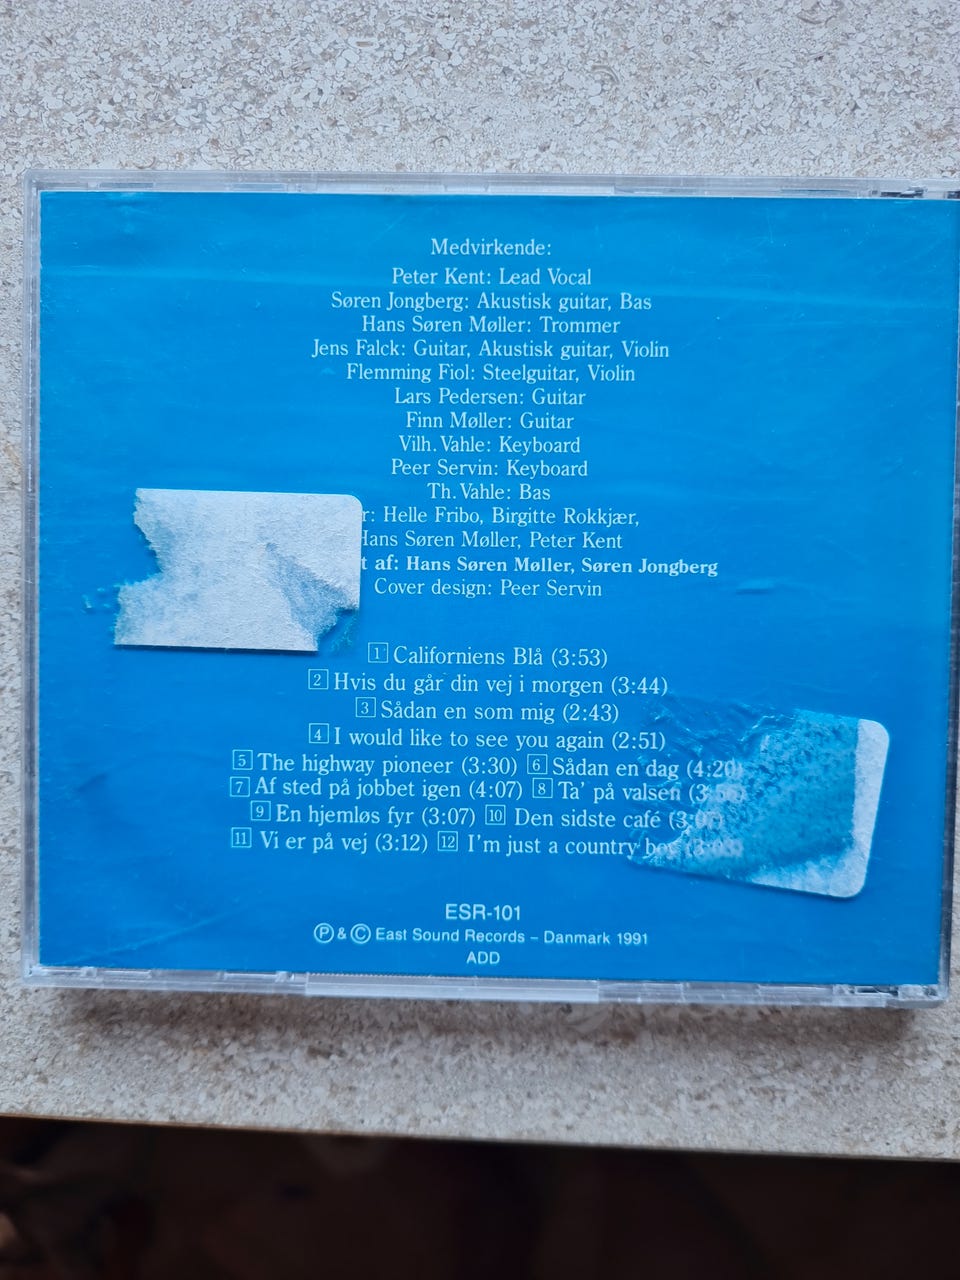 Medvirkende:
Peter Kent: Lead Vocal
Søren Jongberg: Akustisk guitar, Bas
Hans Søren Møller: Trommer
Jens Falck: Guitar, Akustisk guitar, Violin
Flemming Fiol: Steelguitar, Violin
Lars Pedersen: Guitar
Finn Møller: Guitar
Vilh. Vahle: Keyboard
Peer Servin: Keyboard
Th. Vahle: Bas
r: Helle Fribo, Birgitte Rokkjær,
Hans Søren Møller, Peter Kent
t af: Hans Søren Møller, Søren Jongberg
Cover design: Peer Servin
1 Californiens Blå (3:53)
2 Hvis du går din vej i morgen (3:44)
3 Sådan en som mig (2:43)
4 I would like to see you again (2:51)
5 The highway pioneer (3:30) 6 Sådan en dag (4:20)
7 Af sted på jobbet igen (4:07) 8 Ta' på valsen
9 En hjemløs fyr (3:07) 10 Den sidste café
11 Vi er på vej (3:12) 12 I'm just a country boy
ESR-101
Ⓟ & © East Sound Records – Danmark 1991
ADD